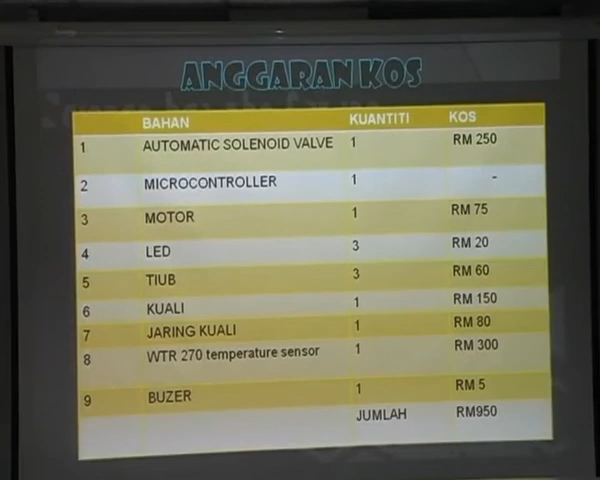 ANGGARAN KOS
BAHAN KUANTITI KOS
1 AUTOMATIC SOLENOID VALVE 1 RM 250
2 MICROCONTROLLER 1 -
3 MOTOR 1 RM 75
4 LED 3 RM 20
5 TIUB 3 RM 60
6 KUALI 1 RM 150
7 JARING KUALI 1 RM 80
8 WTR 270 temperature sensor 1 RM 300
9 BUZER 1 RM 5
JUMLAH RM950